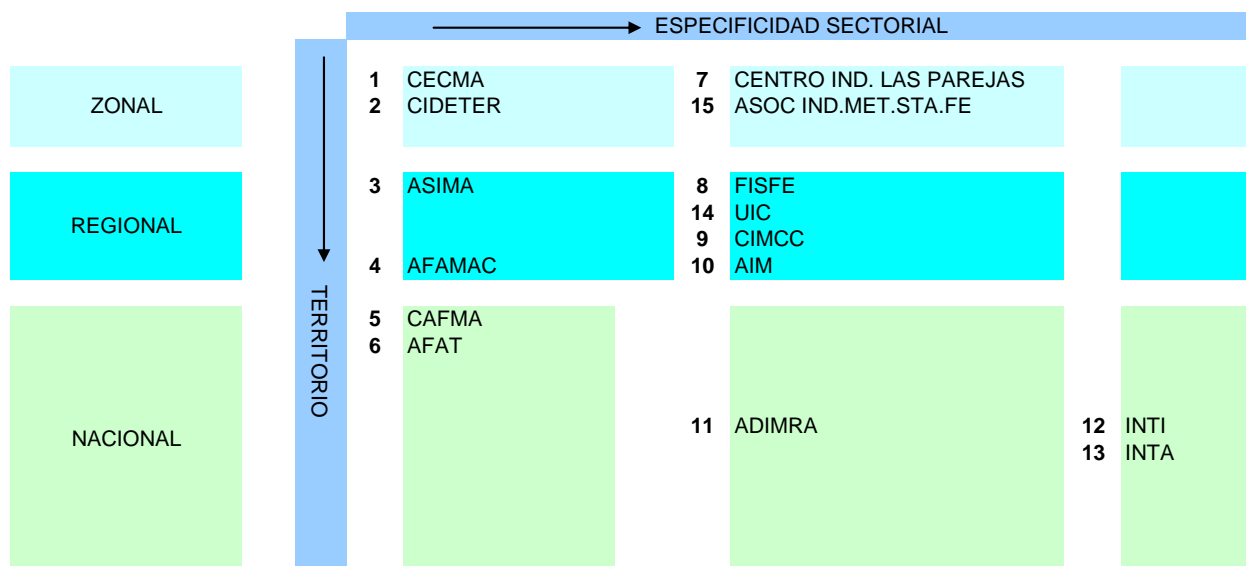 ESPECIFICIDAD SECTORIAL
TERRITORIO
ZONAL
1 CECMA
2 CIDETER
7 CENTRO IND. LAS PAREJAS
15 ASOC IND.MET.STA.FE
REGIONAL
3 ASIMA
4 AFAMAC
8 FISFE
14 UIC
9 CIMCC
10 AIM
NACIONAL
5 CAFMA
6 AFAT
11 ADIMRA
12 INTI
13 INTA